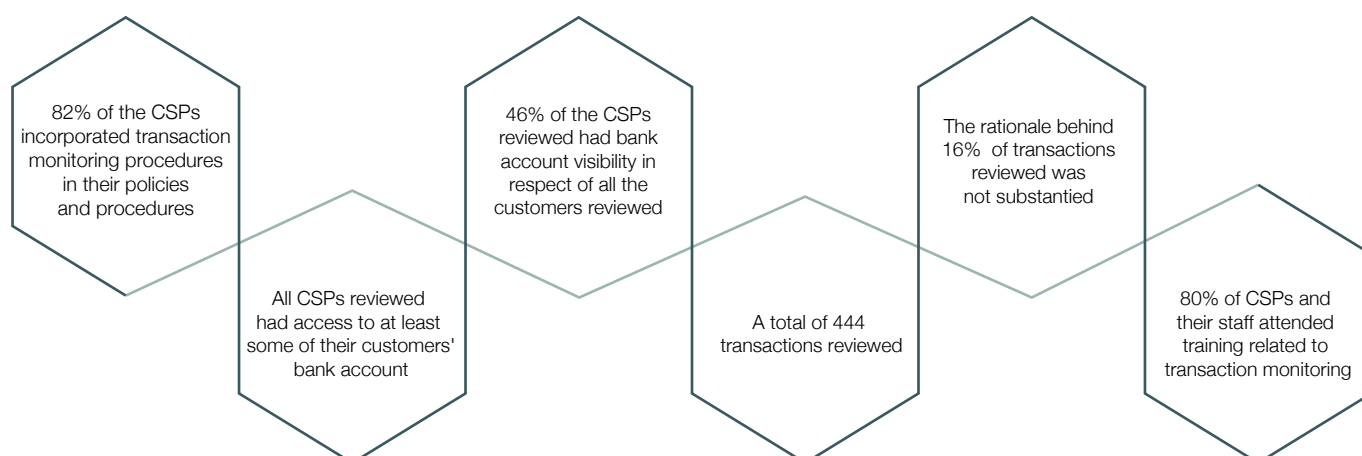 82% of the CSPs
incorporated transaction
monitoring procedures
in their policies
and procedures
All CSPs reviewed
had access to at least
some of their customers'
bank account
46% of the CSPs
reviewed had bank
account visibility in
respect of all the
customers reviewed
A total of 444
transactions reviewed
The rationale behind
16% of transactions
reviewed was
not substantied
80% of CSPs and
their staff attended
training related to
transaction monitoring